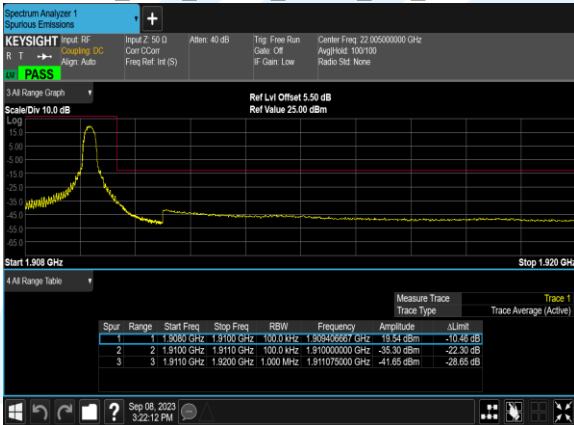 Spectrum Analyzer 1
Spurious Emissions
+
KEYSIGHT Input: RF Input Z: 50 Ω Atten: 40 dB Trig: Free Run Center Freq: 22.005000000 GHz
R T Coupling: DC Corr CCorr Gate: Off Avg|Hold: 100/100
Align: Auto Freq Ref: Int (S) IF Gain: Low Radio Std: None
PASS
3 All Range Graph
Ref Lvl Offset 5.50 dB
Scale/Div 10.0 dB Ref Value 25.00 dBm
Log
15.0
5.00
-5.00
-15.0
-25.0
-35.0
-45.0
-55.0
-65.0
Start 1.908 GHz Stop 1.920 GHz
4 All Range Table
Measure Trace Trace 1
Trace Type Trace Average (Active)
Spur Range Start Freq Stop Freq RBW Frequency Amplitude ΔLimit
1 1 1.9080 GHz 1.9100 GHz 100.0 kHz 1.909406667 GHz 19.54 dBm -10.46 dB
2 2 1.9100 GHz 1.9110 GHz 100.0 kHz 1.910000000 GHz -35.30 dBm -22.30 dB
3 3 1.9110 GHz 1.9200 GHz 1.000 MHz 1.911075000 GHz -41.65 dBm -28.65 dB
? Sep 08, 2023
3:22:12 PM